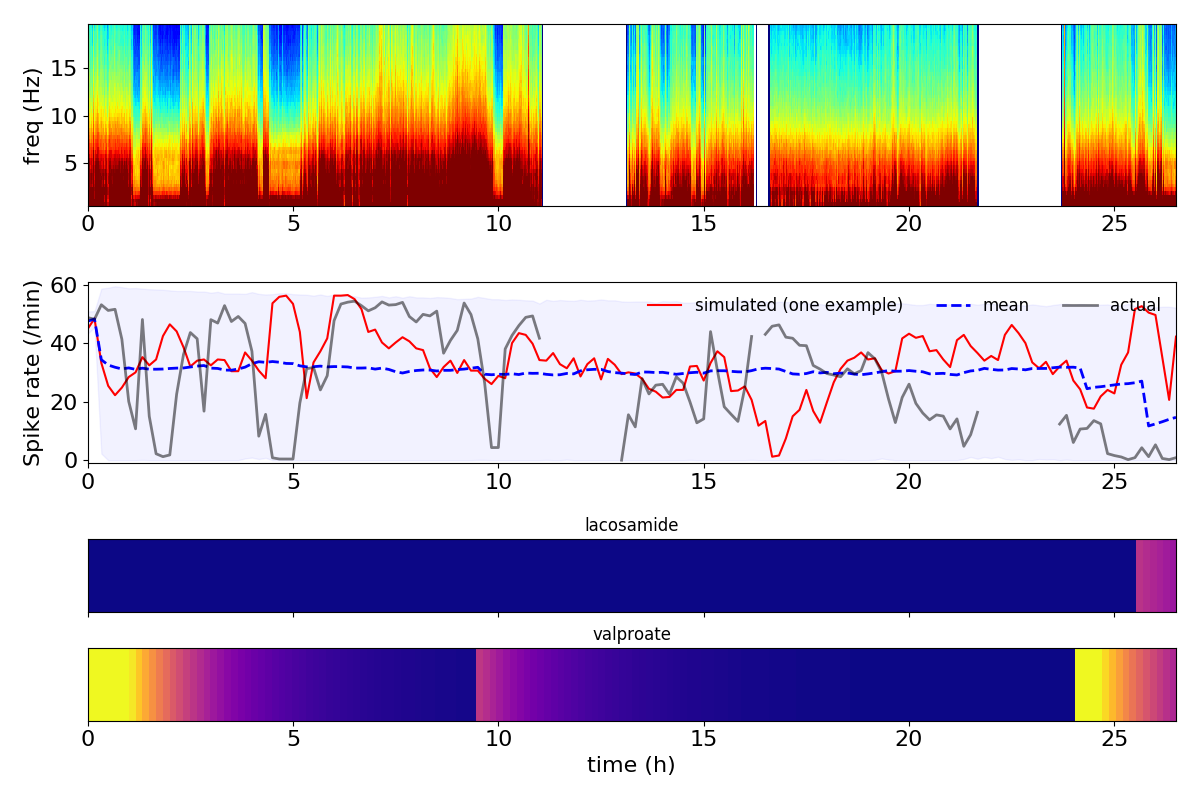 freq (Hz)
15
10
5
0 5 10 15 20 25
Spike rate (/min)
60
40
20
0
simulated (one example) mean actual
0 5 10 15 20 25
lacosamide
valproate
0 5 10 15 20 25
time (h)